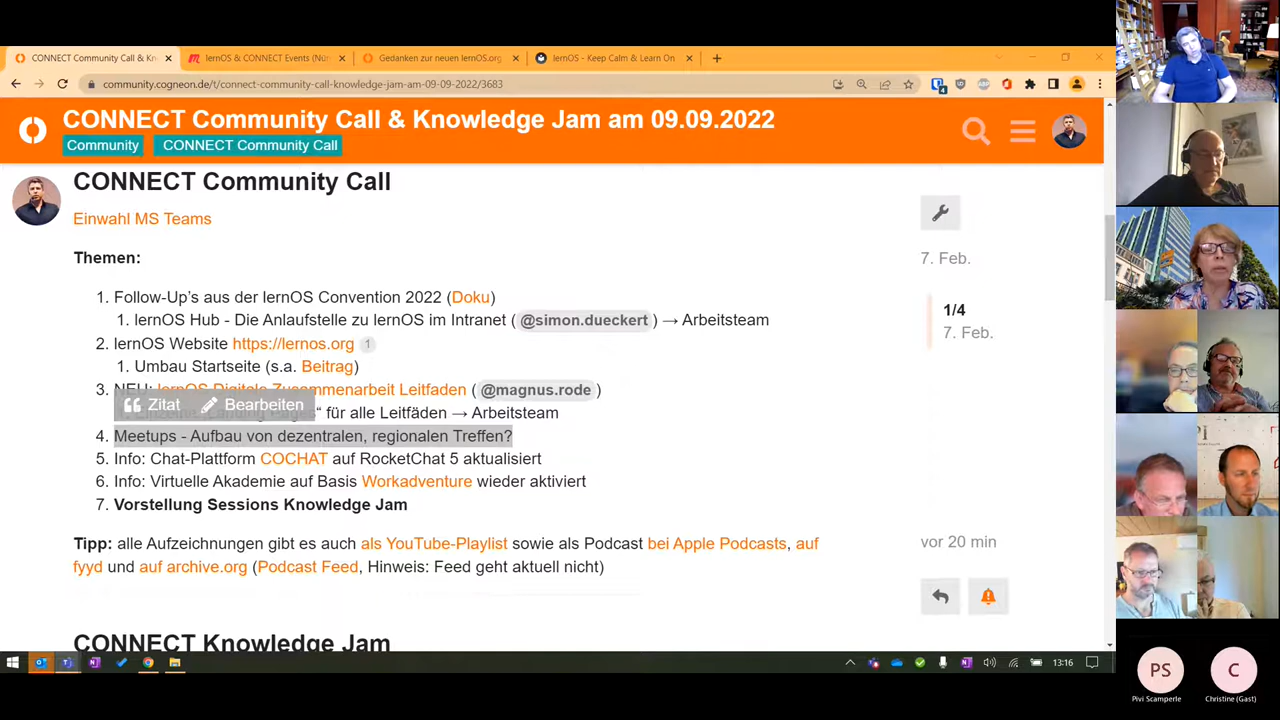 CONNECT Community Call & Kn
lernOS & CONNECT Events (Nür
Gedanken zur neuen lernOS.org
lernOS - Keep Calm & Learn On
community.cogneon.de/t/connect-community-call-knowledge-jam-am-09-09-2022/3683
CONNECT Community Call & Knowledge Jam am 09.09.2022
Community CONNECT Community Call
CONNECT Community Call
Einwahl MS Teams
Themen:
7. Feb.
1. Follow-Up's aus der lernOS Convention 2022 (Doku)
1/4
1. lernOS Hub - Die Anlaufstelle zu lernOS im Intranet (@simon.dueckert) → Arbeitsteam
7. Feb.
2. lernOS Website https://lernos.org 1
1. Umbau Startseite (s.a. Beitrag)
3. NEU: lernOS Digitale Zusammenarbeit Leitfaden (@magnus.rode)
Zitat Bearbeiten
für alle Leitfäden → Arbeitsteam
4. Meetups - Aufbau von dezentralen, regionalen Treffen?
5. Info: Chat-Plattform COCHAT auf RocketChat 5 aktualisiert
6. Info: Virtuelle Akademie auf Basis Workadventure wieder aktiviert
7. Vorstellung Sessions Knowledge Jam
Tipp: alle Aufzeichnungen gibt es auch als YouTube-Playlist sowie als Podcast bei Apple Podcasts, auf
fyyd und auf archive.org (Podcast Feed, Hinweis: Feed geht aktuell nicht)
vor 20 min
CONNECT Knowledge Jam
13:16
PS
Pivi Scamperle
C
Christine (Gast)